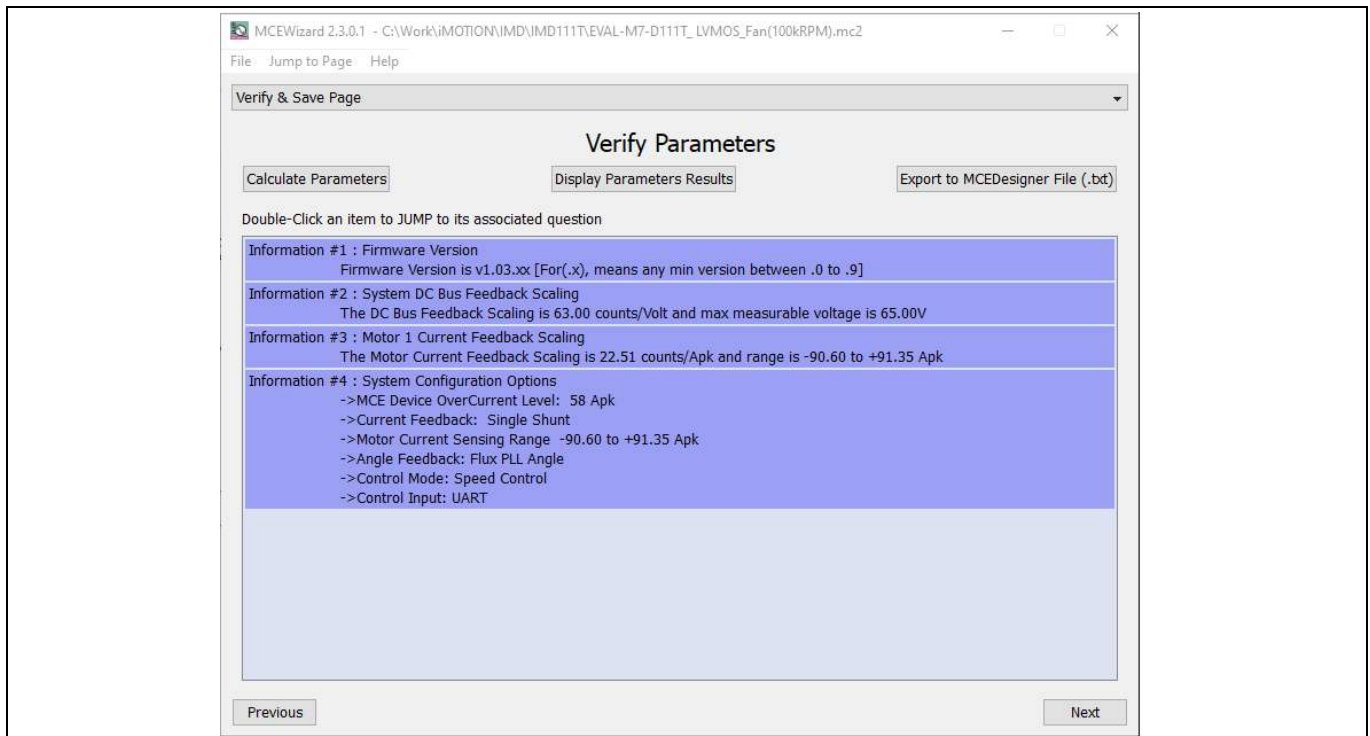 MCEWizard 2.3.0.1 - C:\Work\iMOTION\IMD\IMD111T\EVAL-M7-D111T_ LVMOS_Fan(100kRPM).mc2
File Jump to Page Help
Verify & Save Page
Verify Parameters
Calculate Parameters Display Parameters Results Export to MCEDesigner File (.txt)
Double-Click an item to JUMP to its associated question
Information #1 : Firmware Version
Firmware Version is v1.03.xx [For(.x), means any min version between .0 to .9]
Information #2 : System DC Bus Feedback Scaling
The DC Bus Feedback Scaling is 63.00 counts/Volt and max measurable voltage is 65.00V
Information #3 : Motor 1 Current Feedback Scaling
The Motor Current Feedback Scaling is 22.51 counts/Apk and range is -90.60 to +91.35 Apk
Information #4 : System Configuration Options
->MCE Device OverCurrent Level: 58 Apk
->Current Feedback: Single Shunt
->Motor Current Sensing Range -90.60 to +91.35 Apk
->Angle Feedback: Flux PLL Angle
->Control Mode: Speed Control
->Control Input: UART
Previous Next